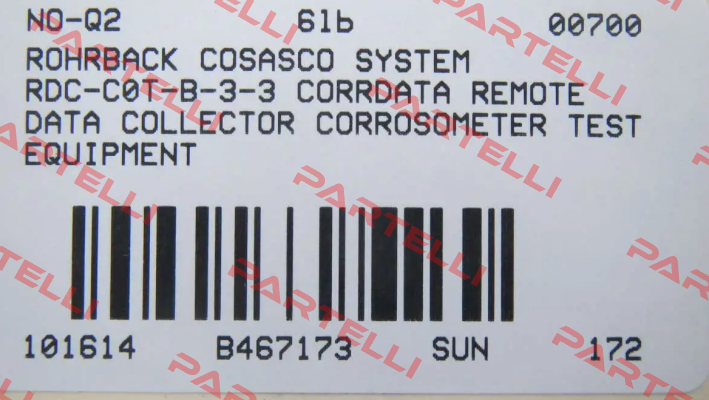 NO-Q2 61b 00700
ROHRBACK COSASCO SYSTEM
RDC-C0T-B-3-3 CORRDATA REMOTE
DATA COLLECTOR CORROSOMETER TEST
EQUIPMENT
101614 B467173 SUN 172
PARTELLI
PARTELLI
PARTELLI
PARTELLI
PARTELLI
PARTELLI